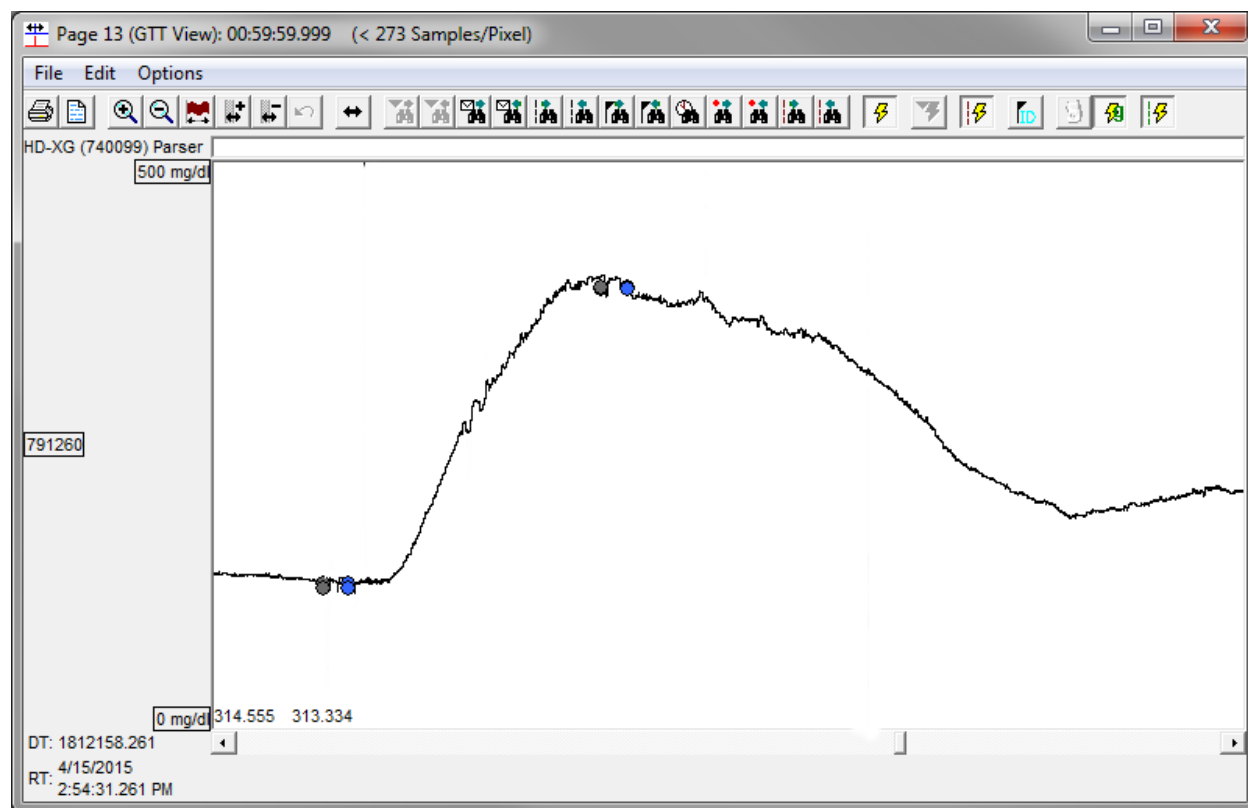 Page 13 (GTT View): 00:59:59.999 (< 273 Samples/Pixel)
File Edit Options
ID
HD-XG (740099) Parser
500 mg/dl
791260
0 mg/dl
314.555 313.334
DT: 1812158.261
RT: 4/15/2015
2:54:31.261 PM